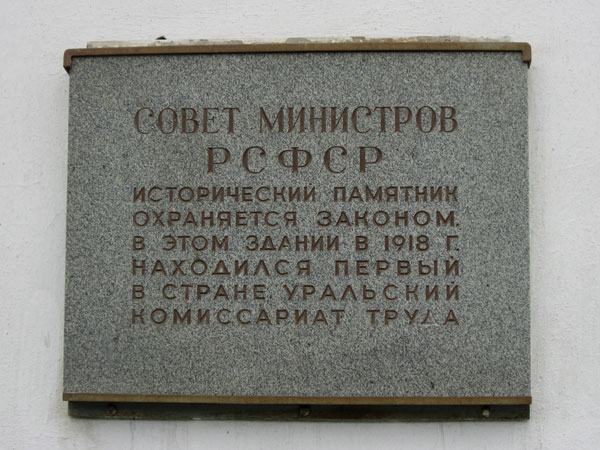 СОВЕТ МИНИСТРОВ
РСФСР
ИСТОРИЧЕСКИЙ ПАМЯТНИК
ОХРАНЯЕТСЯ ЗАКОНОМ.
В ЭТОМ ЗДАНИИ В 1918 Г.
НАХОДИЛСЯ ПЕРВЫЙ
В СТРАНЕ УРАЛЬСКИЙ
КОМИССАРИАТ ТРУДА